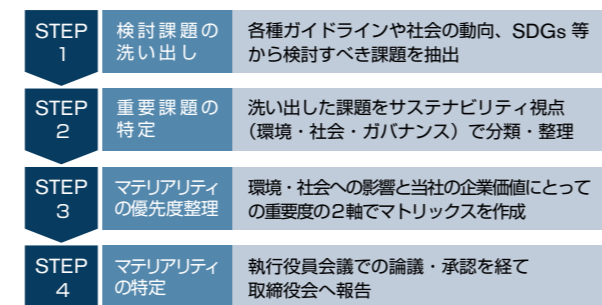 STEP 1
検討課題の
洗い出し
各種ガイドラインや社会の動向、SDGs 等
から検討すべき課題を抽出
STEP 2
重要課題の
特定
洗い出した課題をサステナビリティ視点
（環境・社会・ガバナンス）で分類・整理
STEP 3
マテリアリティ
の優先度整理
環境・社会への影響と当社の企業価値にとって
の重要度の2軸でマトリックスを作成
STEP 4
マテリアリティ
の特定
執行役員会議での論議・承認を経て
取締役会へ報告